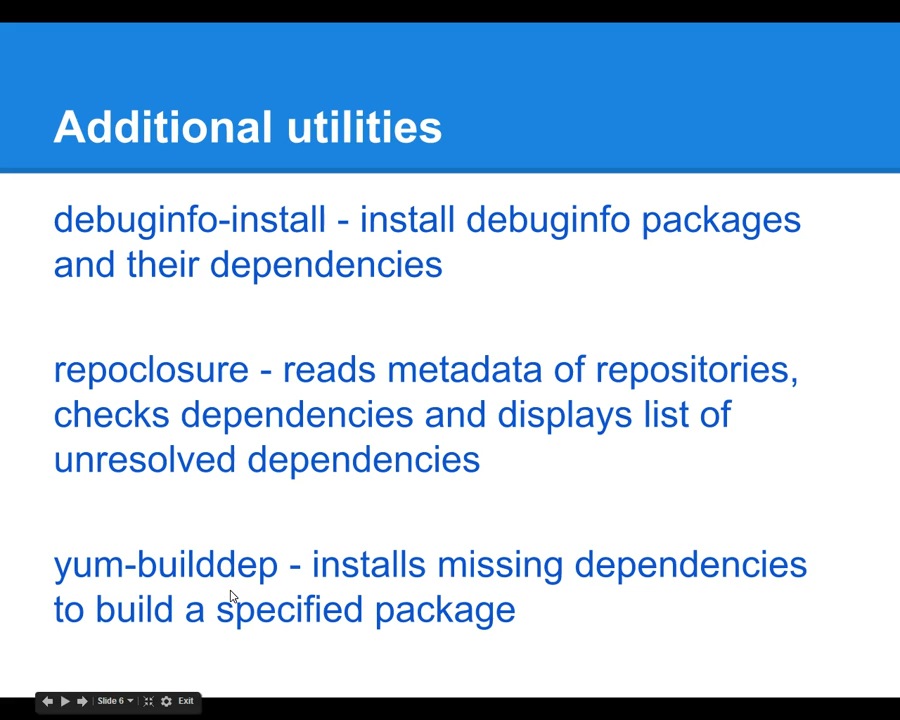 Additional utilities
debuginfo-install - install debuginfo packages
and their dependencies
repoclosure - reads metadata of repositories,
checks dependencies and displays list of
unresolved dependencies
yum-builddep - installs missing dependencies
to build a specified package
Slide 6
Exit